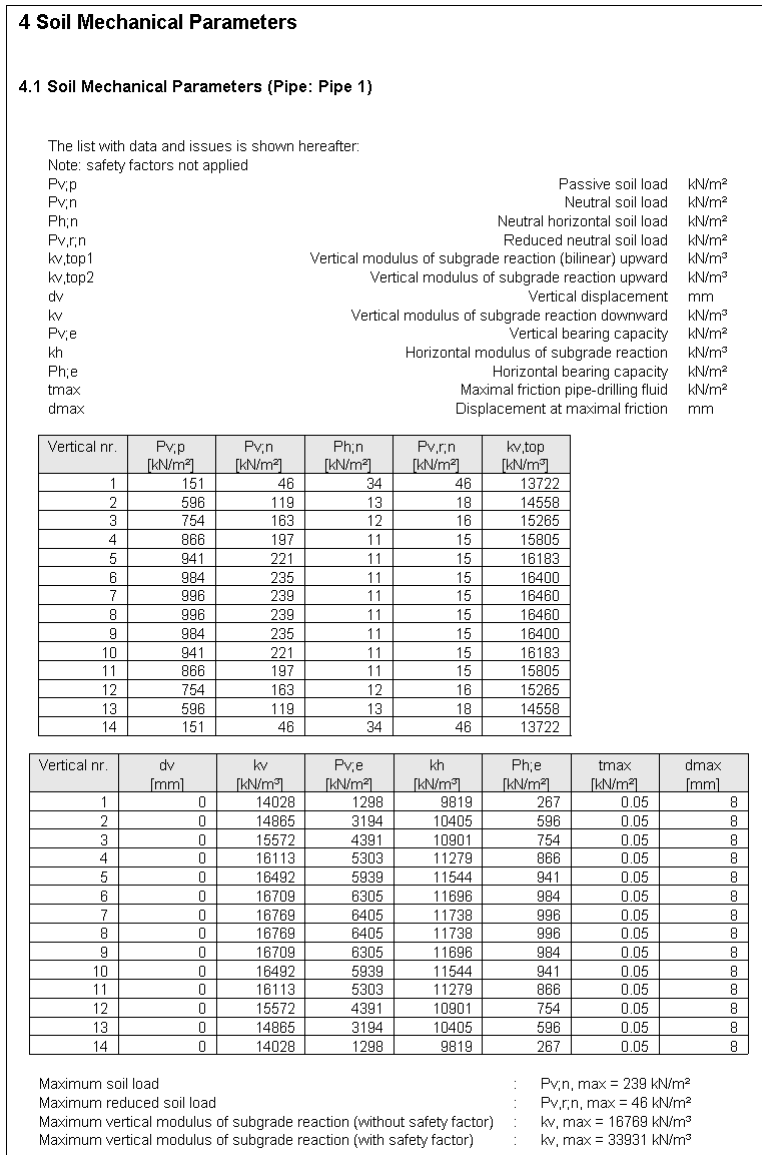 4 Soil Mechanical Parameters
4.1 Soil Mechanical Parameters (Pipe: Pipe 1)
The list with data and issues is shown hereafter:
Note: safety factors not applied
Pv;p Passive soil load kN/m²
Pv;n Neutral soil load kN/m²
Ph;n Neutral horizontal soil load kN/m²
Pv,r;n Reduced neutral soil load kN/m²
kv,top1 Vertical modulus of subgrade reaction (bilinear) upward kN/m³
kv,top2 Vertical modulus of subgrade reaction upward kN/m³
dv Vertical displacement mm
kv Vertical modulus of subgrade reaction downward kN/m³
Pv;e Vertical bearing capacity kN/m²
kh Horizontal modulus of subgrade reaction kN/m³
Ph;e Horizontal bearing capacity kN/m²
tmax Maximal friction pipe-drilling fluid kN/m²
dmax Displacement at maximal friction mm
Vertical nr. Pv;p Pv;n Ph;n Pv,r;n kv,top
[kN/m²] [kN/m²] [kN/m²] [kN/m²] [kN/m³]
1 151 46 34 46 13722
2 596 119 13 18 14558
3 754 163 12 16 15265
4 866 197 11 15 15805
5 941 221 11 15 16183
6 984 235 11 15 16400
7 996 239 11 15 16460
8 996 239 11 15 16460
9 984 235 11 15 16400
10 941 221 11 15 16183
11 866 197 11 15 15805
12 754 163 12 16 15265
13 596 119 13 18 14558
14 151 46 34 46 13722
Vertical nr. dv kv Pv;e kh Ph;e tmax dmax
[mm] [kN/m³] [kN/m²] [kN/m³] [kN/m²] [kN/m²] [mm]
1 0 14028 1298 9819 267 0.05 8
2 0 14865 3194 10405 596 0.05 8
3 0 15572 4391 10901 754 0.05 8
4 0 16113 5303 11279 866 0.05 8
5 0 16492 5939 11544 941 0.05 8
6 0 16709 6305 11696 984 0.05 8
7 0 16769 6405 11738 996 0.05 8
8 0 16769 6405 11738 996 0.05 8
9 0 16709 6305 11696 984 0.05 8
10 0 16492 5939 11544 941 0.05 8
11 0 16113 5303 11279 866 0.05 8
12 0 15572 4391 10901 754 0.05 8
13 0 14865 3194 10405 596 0.05 8
14 0 14028 1298 9819 267 0.05 8
Maximum soil load : Pv;n, max = 239 kN/m²
Maximum reduced soil load : Pv,r;n, max = 46 kN/m²
Maximum vertical modulus of subgrade reaction (without safety factor) : kv, max = 16769 kN/m³
Maximum vertical modulus of subgrade reaction (with safety factor) : kv, max = 33931 kN/m³